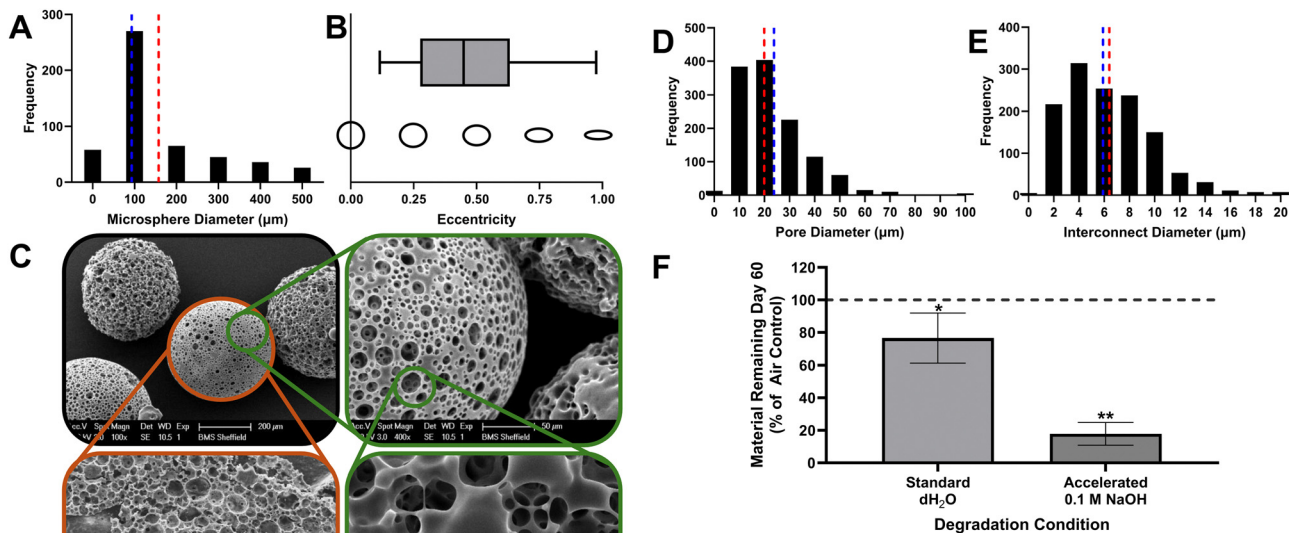 A
300
200
100
0
Frequency
0 100 200 300 400 500
Microsphere Diameter (µm)
B
0.00 0.25 0.50 0.75 1.00
Eccentricity
C
cc.V Spot Magn Det WD Exp 200 µm
kV 3.0 100x SE 10.5 1 BMS Sheffield
cc.V Spot Magn Det WD Exp 50 µm
kV 3.0 400x SE 10.5 1 BMS Sheffield
D
500
400
300
200
100
0
Frequency
0 10 20 30 40 50 60 70 80 90 100
Pore Diameter (µm)
E
400
300
200
100
0
Frequency
0 2 4 6 8 10 12 14 16 18 20
Interconnect Diameter (µm)
F
120
100
80
60
40
20
0
Material Remaining Day 60
(% of Air Control)
*
**
Standard
dH₂O
Accelerated
0.1 M NaOH
Degradation Condition